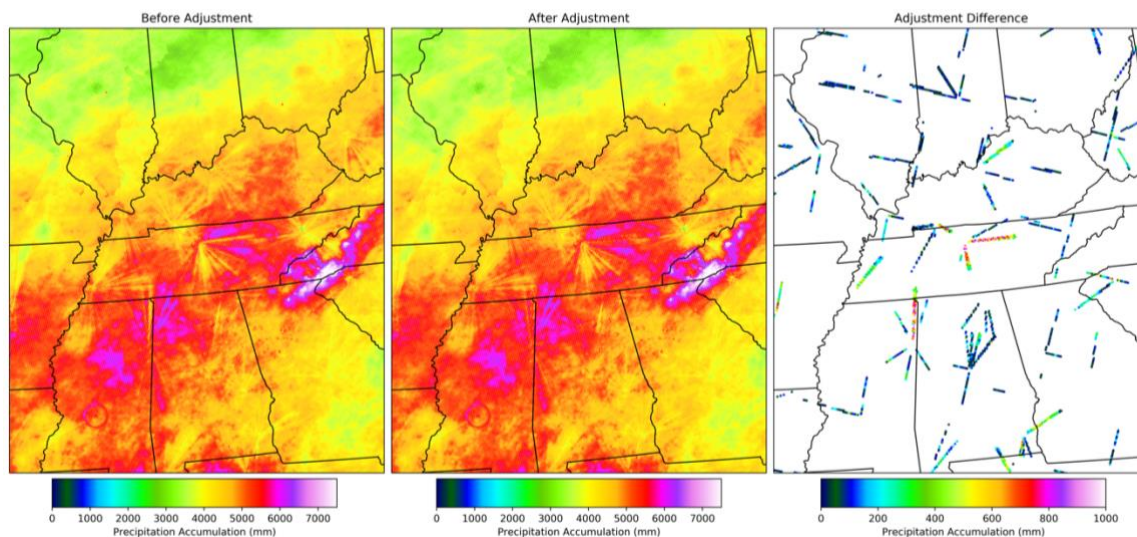 Before Adjustment
After Adjustment
Adjustment Difference
0 1000 2000 3000 4000 5000 6000 7000
Precipitation Accumulation (mm)
0 1000 2000 3000 4000 5000 6000 7000
Precipitation Accumulation (mm)
0 200 400 600 800 1000
Precipitation Accumulation (mm)